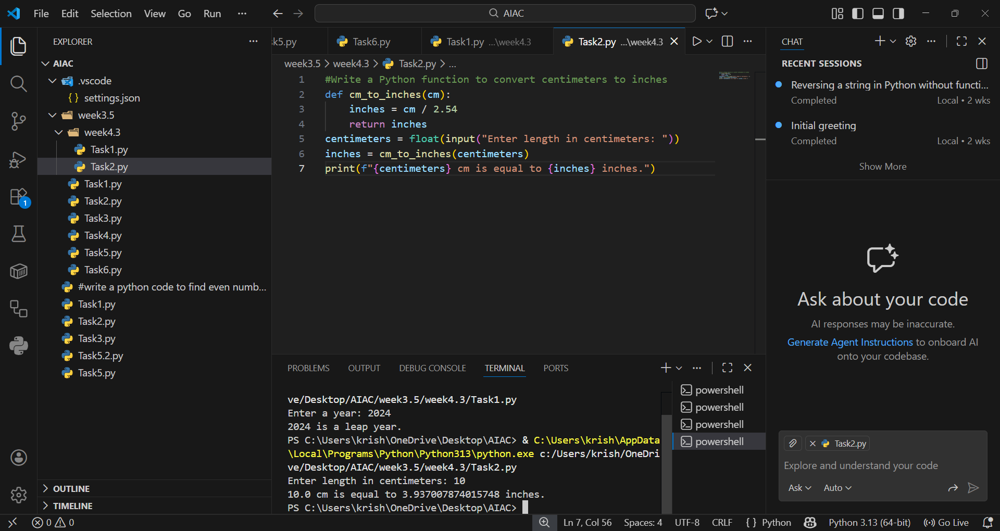 File Edit Selection View Go Run ··· AIAC
EXPLORER ···
AIAC
.vscode
{ } settings.json
week3.5
week4.3
Task1.py
Task2.py
Task1.py
Task2.py
Task3.py
Task4.py
Task5.py
Task6.py
#write a python code to find even numb...
Task1.py
Task2.py
Task3.py
Task5.2.py
Task5.py
OUTLINE
TIMELINE
1
sk5.py Task6.py Task1.py ...\week4.3 Task2.py ...\week4.3
week3.5 > week4.3 > Task2.py > ...
1 #Write a Python function to convert centimeters to inches
2 def cm_to_inches(cm):
3 inches = cm / 2.54
4 return inches
5 centimeters = float(input("Enter length in centimeters: "))
6 inches = cm_to_inches(centimeters)
7 print(f"{centimeters} cm is equal to {inches} inches.")
PROBLEMS OUTPUT DEBUG CONSOLE TERMINAL PORTS
ve/Desktop/AIAC/week3.5/week4.3/Task1.py
Enter a year: 2024
2024 is a leap year.
PS C:\Users\krish\OneDrive\Desktop\AIAC> & C:\Users\krish\AppData
\Local\Programs\Python\Python313\python.exe c:/Users/krish/OneDri
ve/Desktop/AIAC/week3.5/week4.3/Task2.py
Enter length in centimeters: 10
10.0 cm is equal to 3.937007874015748 inches.
PS C:\Users\krish\OneDrive\Desktop\AIAC>
powershell
powershell
powershell
powershell
CHAT
RECENT SESSIONS
Reversing a string in Python without functi...
Completed Local • 2 wks
Initial greeting
Completed Local • 2 wks
Show More
Ask about your code
AI responses may be inaccurate.
Generate Agent Instructions to onboard AI
onto your codebase.
Task2.py
Explore and understand your code
Ask Auto
0 0 Ln 7, Col 56 Spaces: 4 UTF-8 CRLF { } Python Python 3.13 (64-bit) Go Live